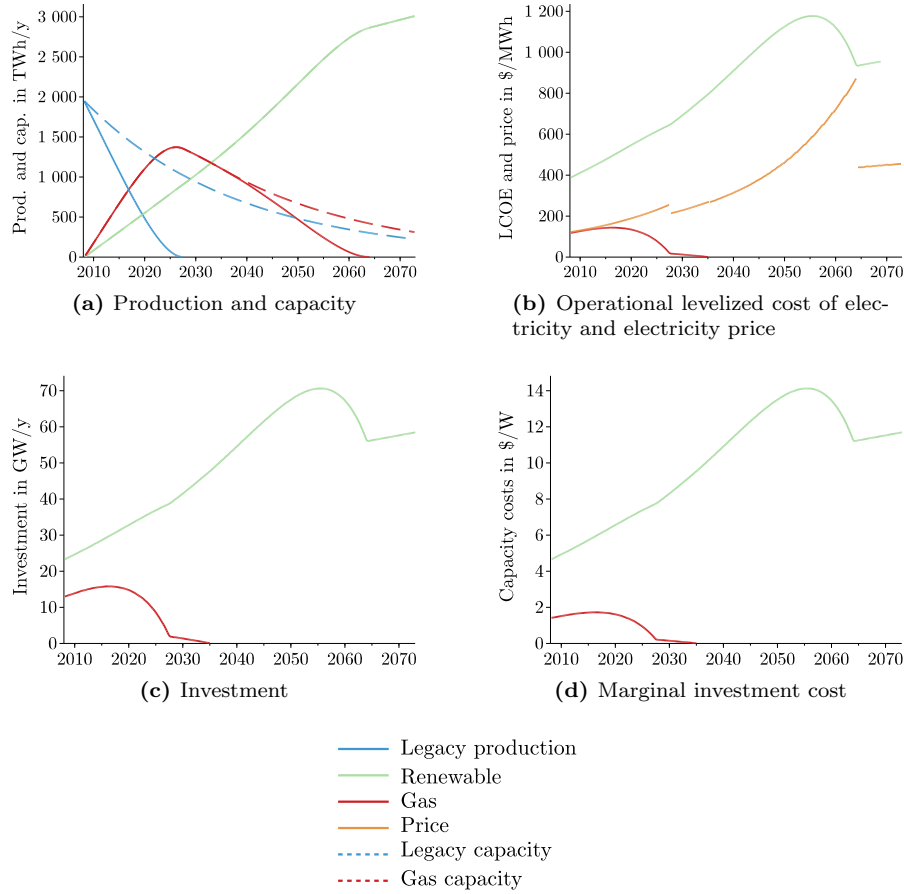 Prod. and cap. in TWh/y
3 000
2 000
1 500
1 000
500
0
2010 2020 2030 2040 2050 2060 2070
(a) Production and capacity
LCOE and price in $/MWh
1 200
1 000
800
600
400
200
0
2010 2020 2030 2040 2050 2060 2070
(b) Operational levelized cost of elec-
tricity and electricity price
Investment in GW/y
70
60
50
40
30
20
10
0
2010 2020 2030 2040 2050 2060 2070
(c) Investment
Capacity costs in $/W
14
12
10
8
6
4
2
0
2010 2020 2030 2040 2050 2060 2070
(d) Marginal investment cost
Legacy production
Renewable
Gas
Price
Legacy capacity
Gas capacity